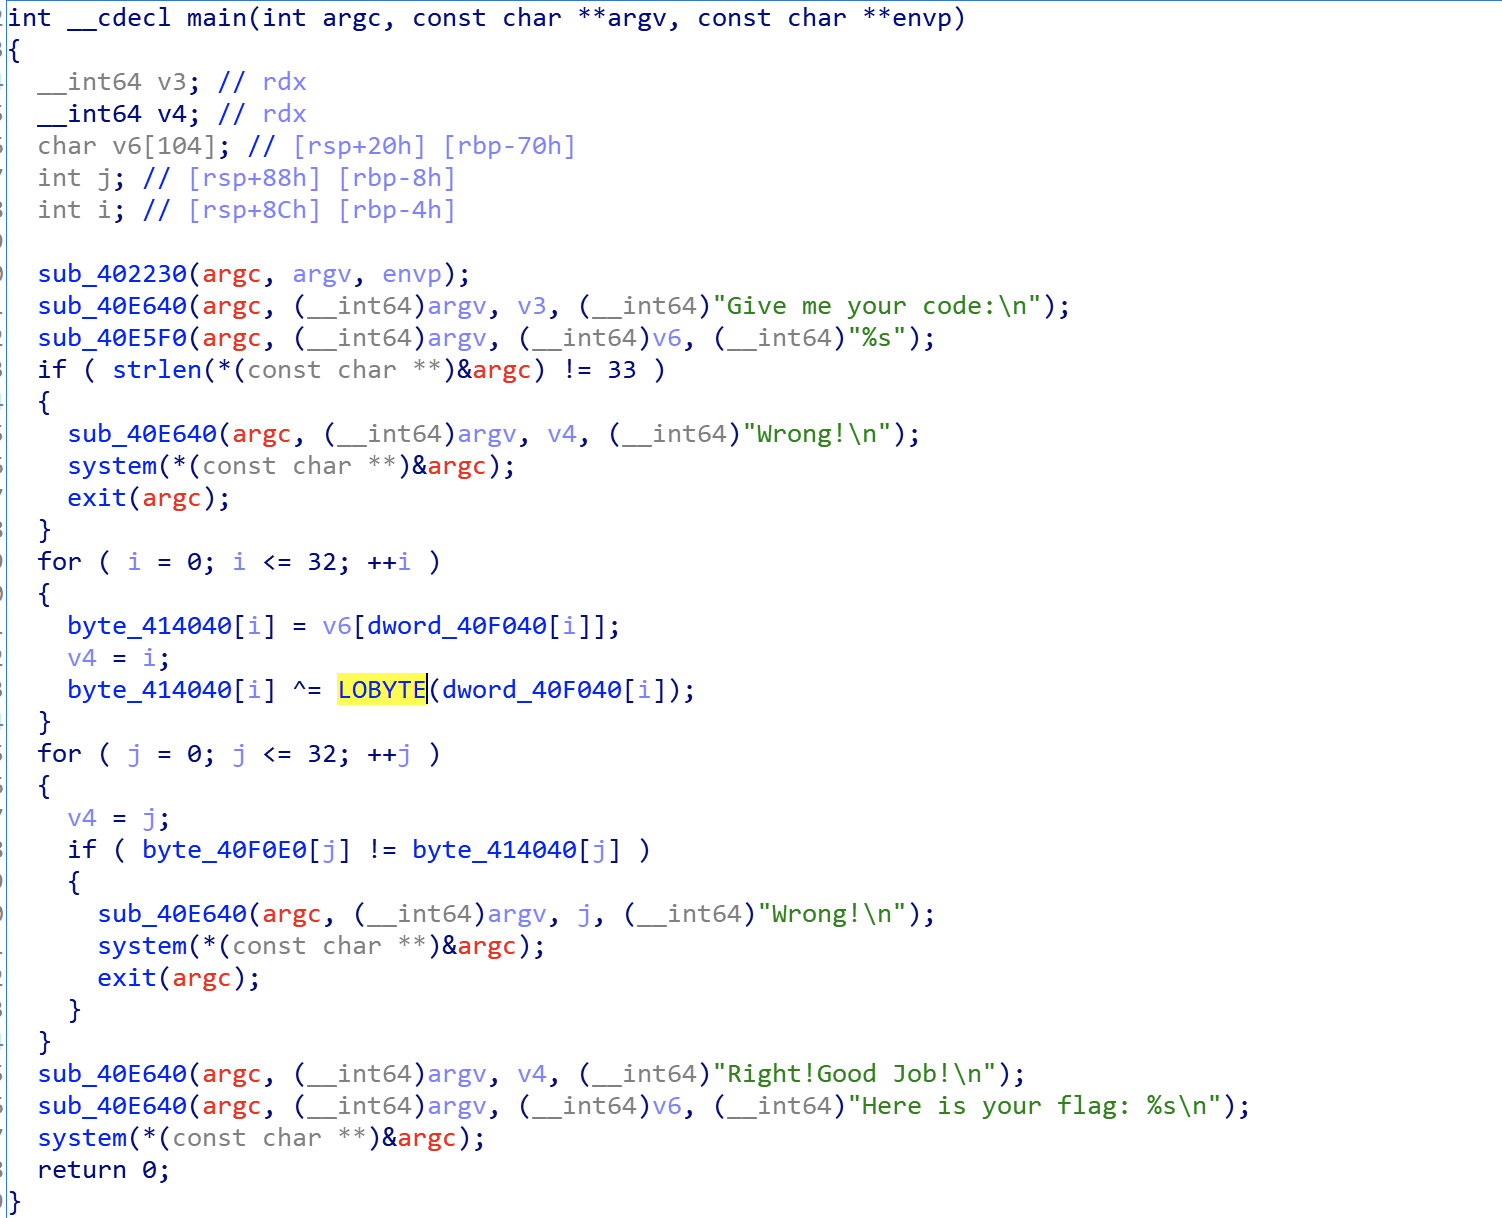 int __cdecl main(int argc, const char **argv, const char **envp)
{
  __int64 v3; // rdx
  __int64 v4; // rdx
  char v6[104]; // [rsp+20h] [rbp-70h]
  int j; // [rsp+88h] [rbp-8h]
  int i; // [rsp+8Ch] [rbp-4h]

  sub_402230(argc, argv, envp);
  sub_40E640(argc, (__int64)argv, v3, (__int64)"Give me your code:\n");
  sub_40E5F0(argc, (__int64)argv, (__int64)v6, (__int64)"%s");
  if ( strlen(*(const char **)&argc) != 33 )
  {
    sub_40E640(argc, (__int64)argv, v4, (__int64)"Wrong!\n");
    system(*(const char **)&argc);
    exit(argc);
  }
  for ( i = 0; i <= 32; ++i )
  {
    byte_414040[i] = v6[dword_40F040[i]];
    v4 = i;
    byte_414040[i] ^= LOBYTE(dword_40F040[i]);
  }
  for ( j = 0; j <= 32; ++j )
  {
    v4 = j;
    if ( byte_40F0E0[j] != byte_414040[j] )
    {
      sub_40E640(argc, (__int64)argv, j, (__int64)"Wrong!\n");
      system(*(const char **)&argc);
      exit(argc);
    }
  }
  sub_40E640(argc, (__int64)argv, v4, (__int64)"Right!Good Job!\n");
  sub_40E640(argc, (__int64)argv, (__int64)v6, (__int64)"Here is your flag: %s\n");
  system(*(const char **)&argc);
  return 0;
}